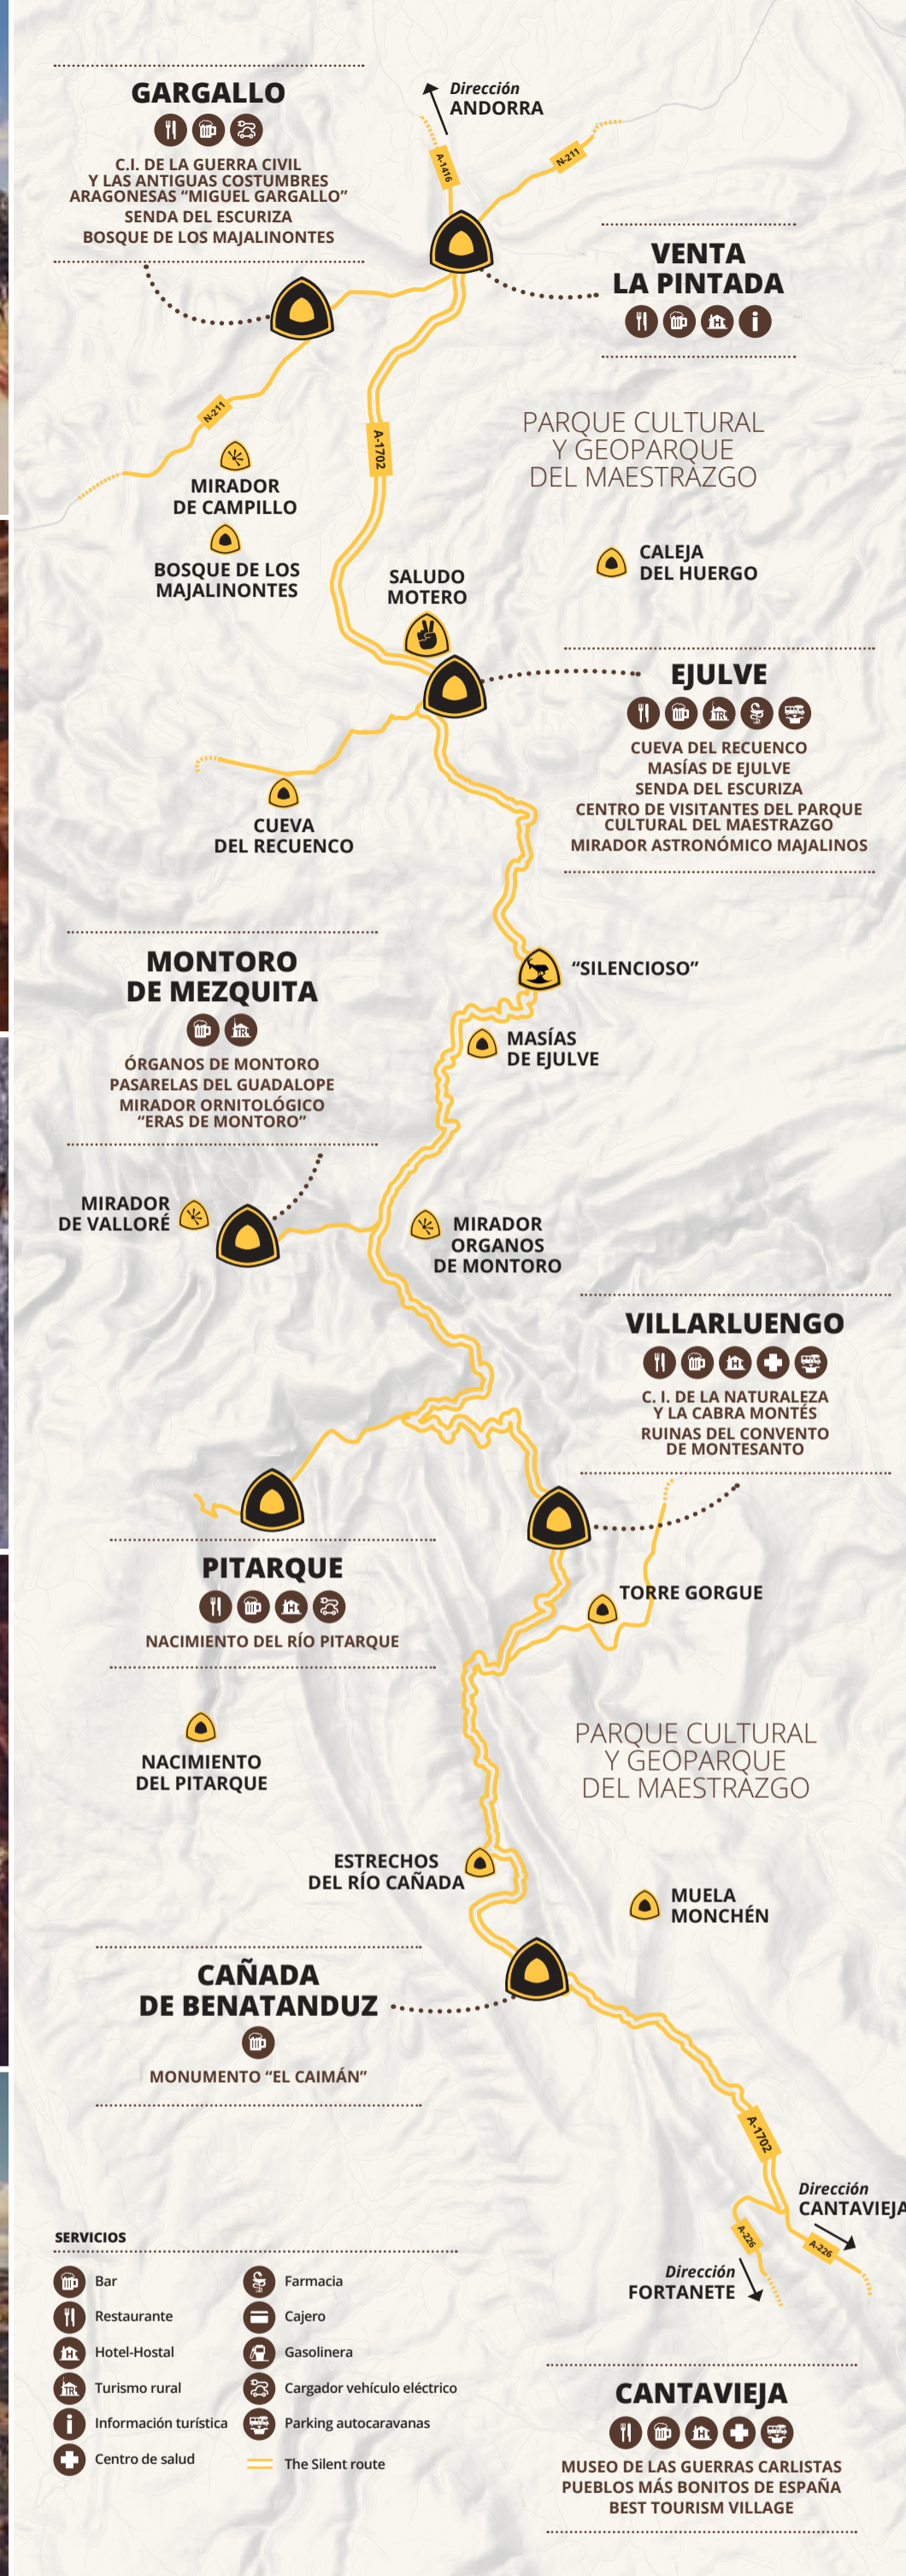 GARGALLO
C.I. DE LA GUERRA CIVIL
Y LAS ANTIGUAS COSTUMBRES
ARAGONESAS “MIGUEL GARGALLO”
SENDA DEL ESCURIZA
BOSQUE DE LOS MAJALINONTES
Dirección
ANDORRA
A-1416
N-211
VENTA
LA PINTADA
N-211
A-1702
PARQUE CULTURAL
Y GEOPARQUE
DEL MAESTRAZGO
MIRADOR
DE CAMPILLO
BOSQUE DE LOS
MAJALINONTES
SALUDO
MOTERO
CALEJA
DEL HUERGO
EJULVE
TR
CUEVA DEL RECUENCO
MASÍAS DE EJULVE
SENDA DEL ESCURIZA
CENTRO DE VISITANTES DEL PARQUE
CULTURAL DEL MAESTRAZGO
MIRADOR ASTRONÓMICO MAJALINOS
CUEVA
DEL RECUENCO
MONTORO
DE MEZQUITA
TR
ÓRGANOS DE MONTORO
PASARELAS DEL GUADALOPE
MIRADOR ORNITOLÓGICO
“ERAS DE MONTORO”
“SILENCIOSO”
MASÍAS
DE EJULVE
MIRADOR
DE VALLORÉ
MIRADOR
ORGANOS
DE MONTORO
VILLARLUENGO
H
C. I. DE LA NATURALEZA
Y LA CABRA MONTÉS
RUINAS DEL CONVENTO
DE MONTESANTO
PITARQUE
H
NACIMIENTO DEL RÍO PITARQUE
TORRE GORGUE
NACIMIENTO
DEL PITARQUE
PARQUE CULTURAL
Y GEOPARQUE
DEL MAESTRAZGO
ESTRECHOS
DEL RÍO CAÑADA
MUELA
MONCHÉN
CAÑADA
DE BENATANDUZ
MONUMENTO “EL CAIMÁN”
A-1702
Dirección
CANTAVIEJA
A-226
A-226
Dirección
FORTANETE
SERVICIOS
Bar
Restaurante
Hotel-Hostal
Turismo rural
Información turística
Centro de salud
Farmacia
Cajero
Gasolinera
Cargador vehículo eléctrico
Parking autocaravanas
The Silent route
CANTAVIEJA
H
MUSEO DE LAS GUERRAS CARLISTAS
PUEBLOS MÁS BONITOS DE ESPAÑA
BEST TOURISM VILLAGE